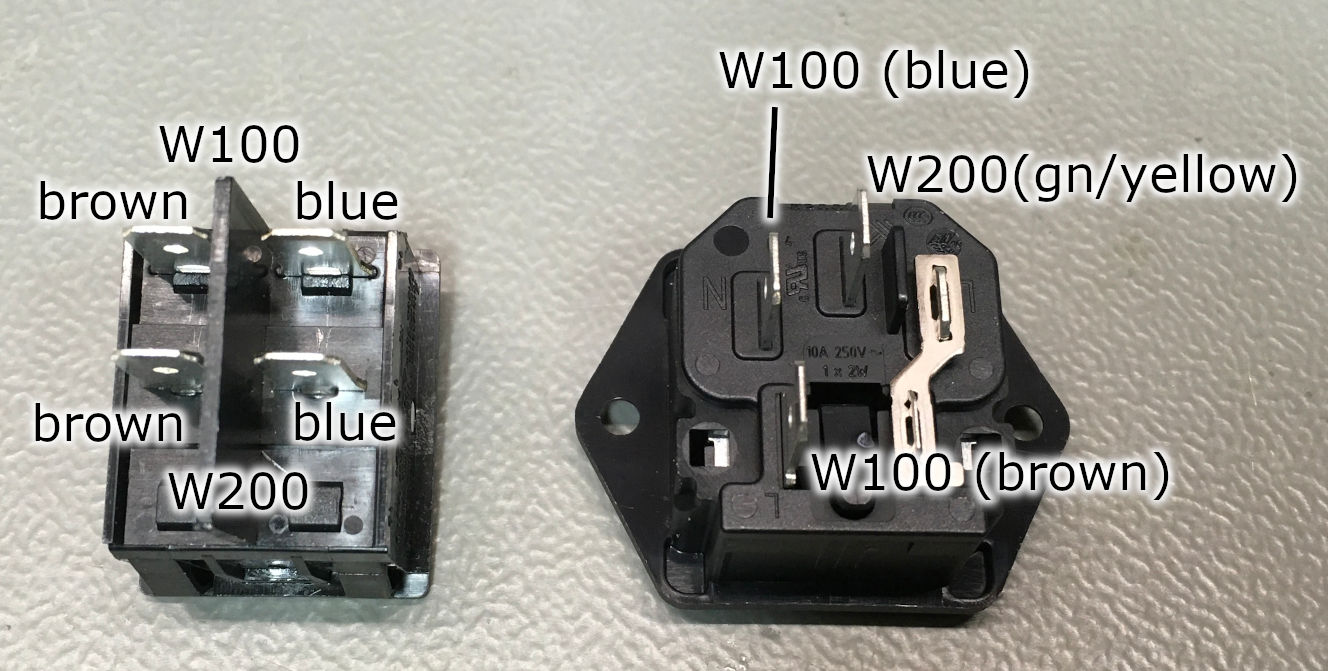 W100 (blue)
W100
brown
blue
W200(gn/yellow)
N
L
10A 250V~
1 x 2W
brown
blue
W200
W100 (brown)
L